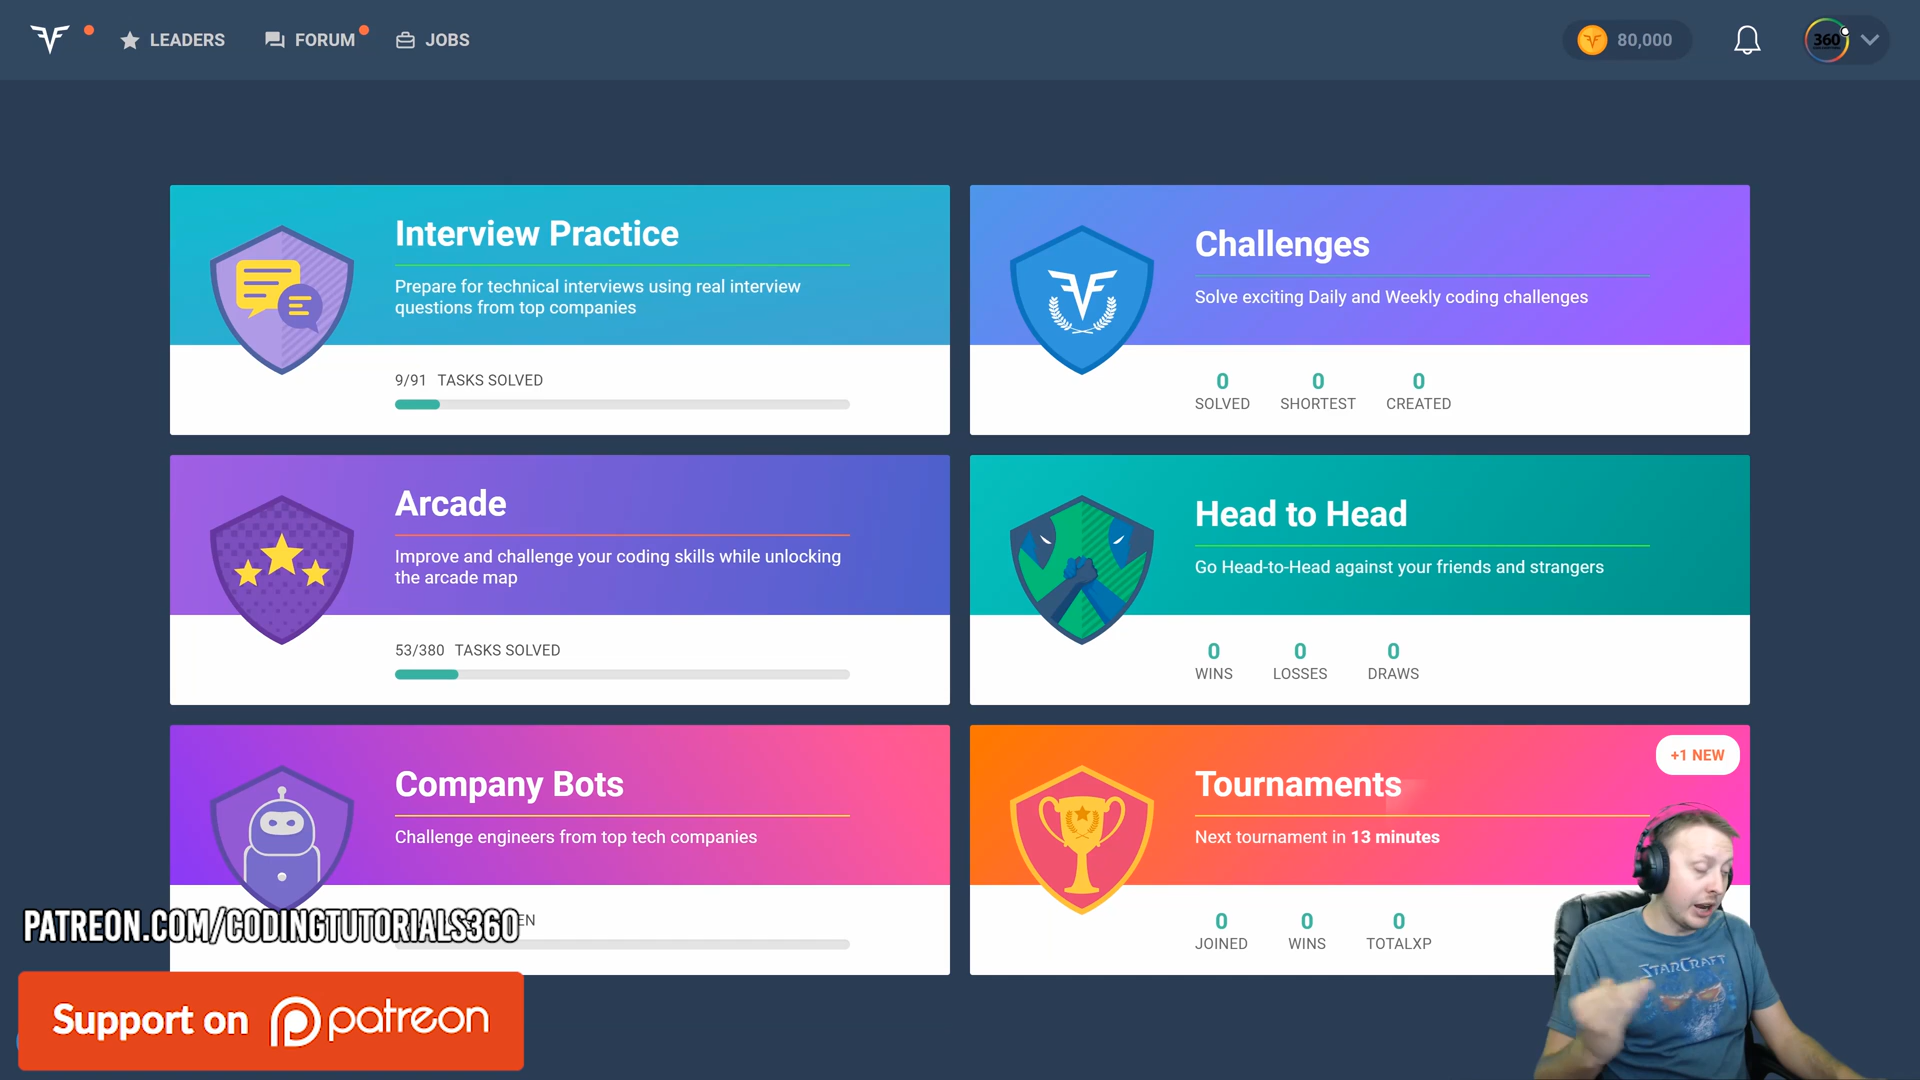 LEADERS
FORUM
JOBS
80,000
360
Interview Practice
Prepare for technical interviews using real interview
questions from top companies
9/91 TASKS SOLVED
Challenges
Solve exciting Daily and Weekly coding challenges
0 0 0
SOLVED SHORTEST CREATED
Arcade
Improve and challenge your coding skills while unlocking
the arcade map
53/380 TASKS SOLVED
Head to Head
Go Head-to-Head against your friends and strangers
0 0 0
WINS LOSSES DRAWS
Company Bots
Challenge engineers from top tech companies
+1 NEW
Tournaments
Next tournament in 13 minutes
0 0 0
JOINED WINS TOTALXP
PATREON.COM/CODINGTUTORIALS360
Support on patreon
STARCRAFT